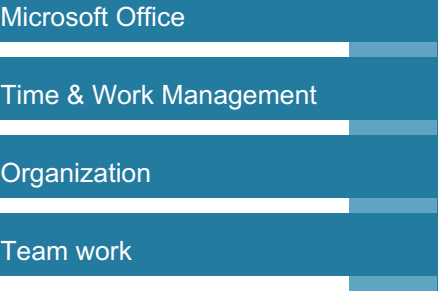 Microsoft Office
Time & Work Management
Organization
Team work